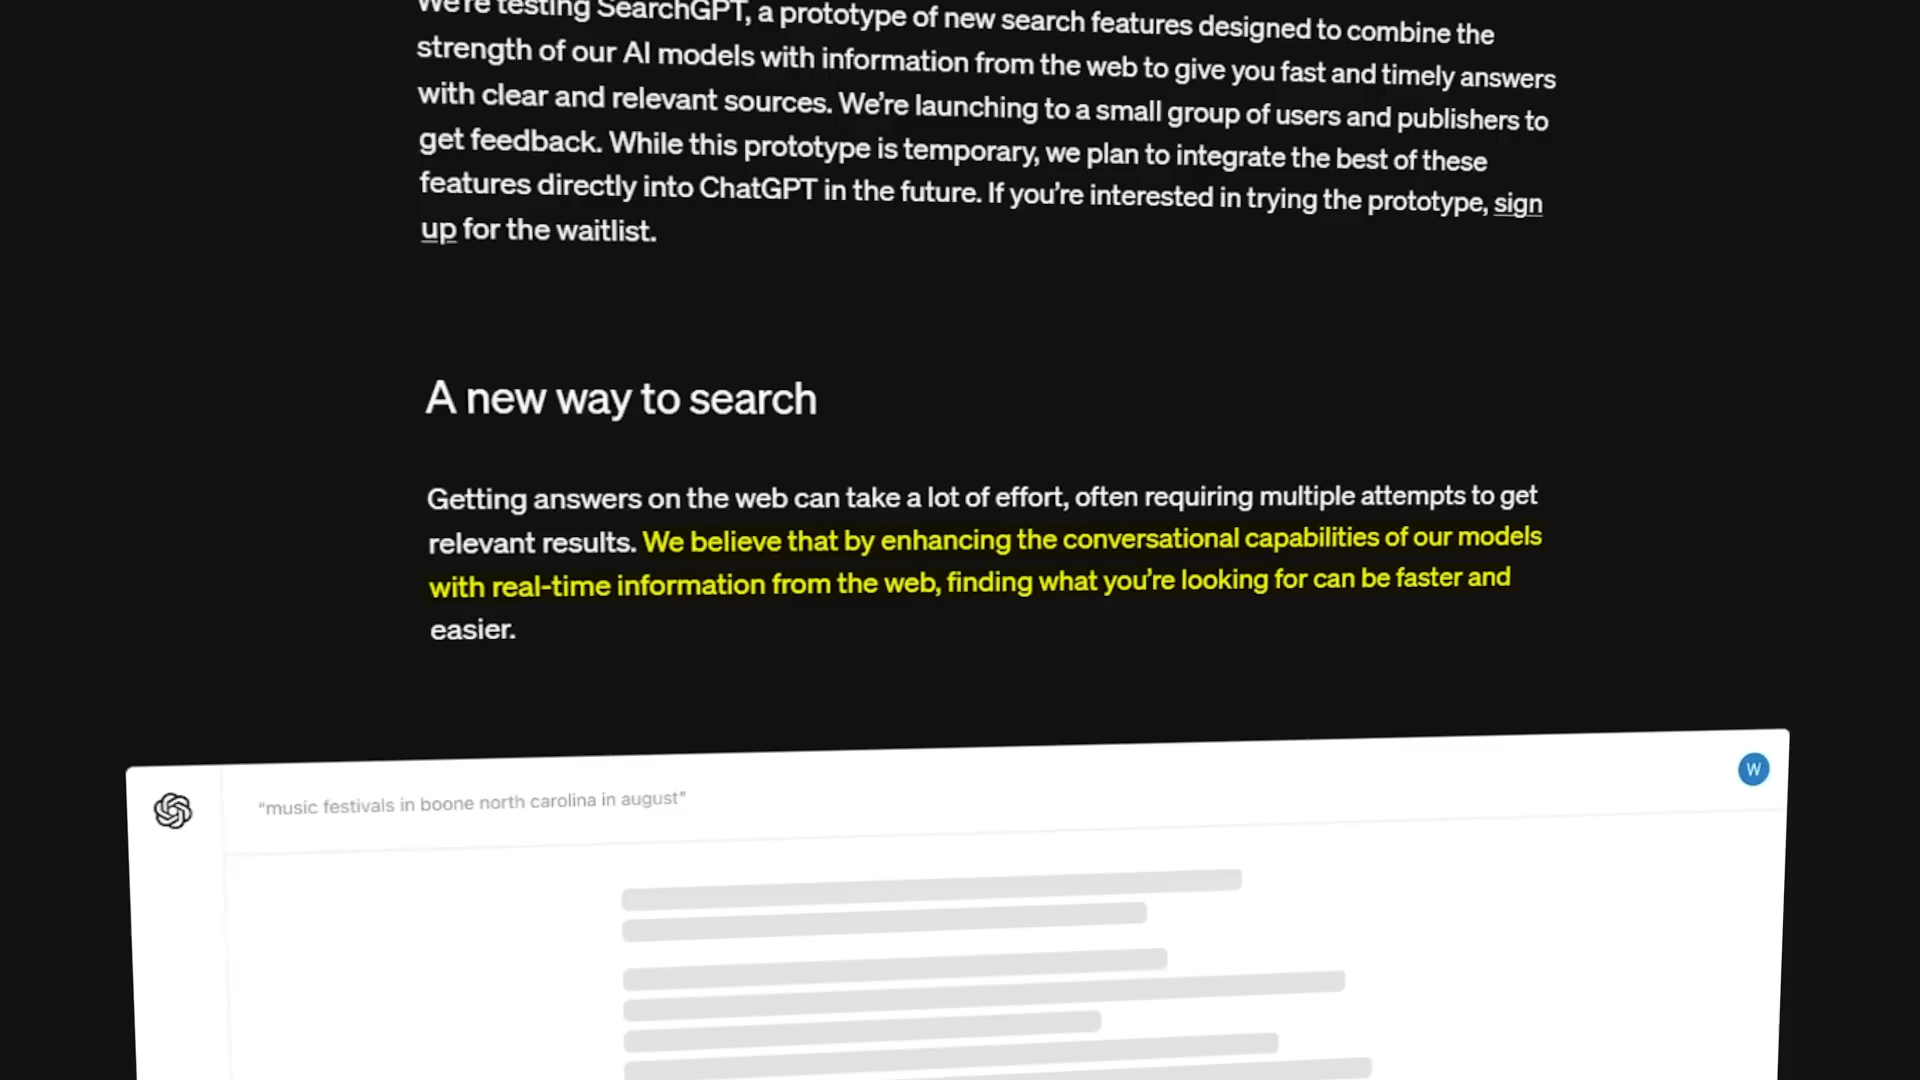 We're testing SearchGPT, a prototype of new search features designed to combine the
strength of our AI models with information from the web to give you fast and timely answers
with clear and relevant sources. We're launching to a small group of users and publishers to
get feedback. While this prototype is temporary, we plan to integrate the best of these
features directly into ChatGPT in the future. If you're interested in trying the prototype, sign
up for the waitlist.
A new way to search
Getting answers on the web can take a lot of effort, often requiring multiple attempts to get
relevant results. We believe that by enhancing the conversational capabilities of our models
with real-time information from the web, finding what you're looking for can be faster and
easier.
W
“music festivals in boone north carolina in august”